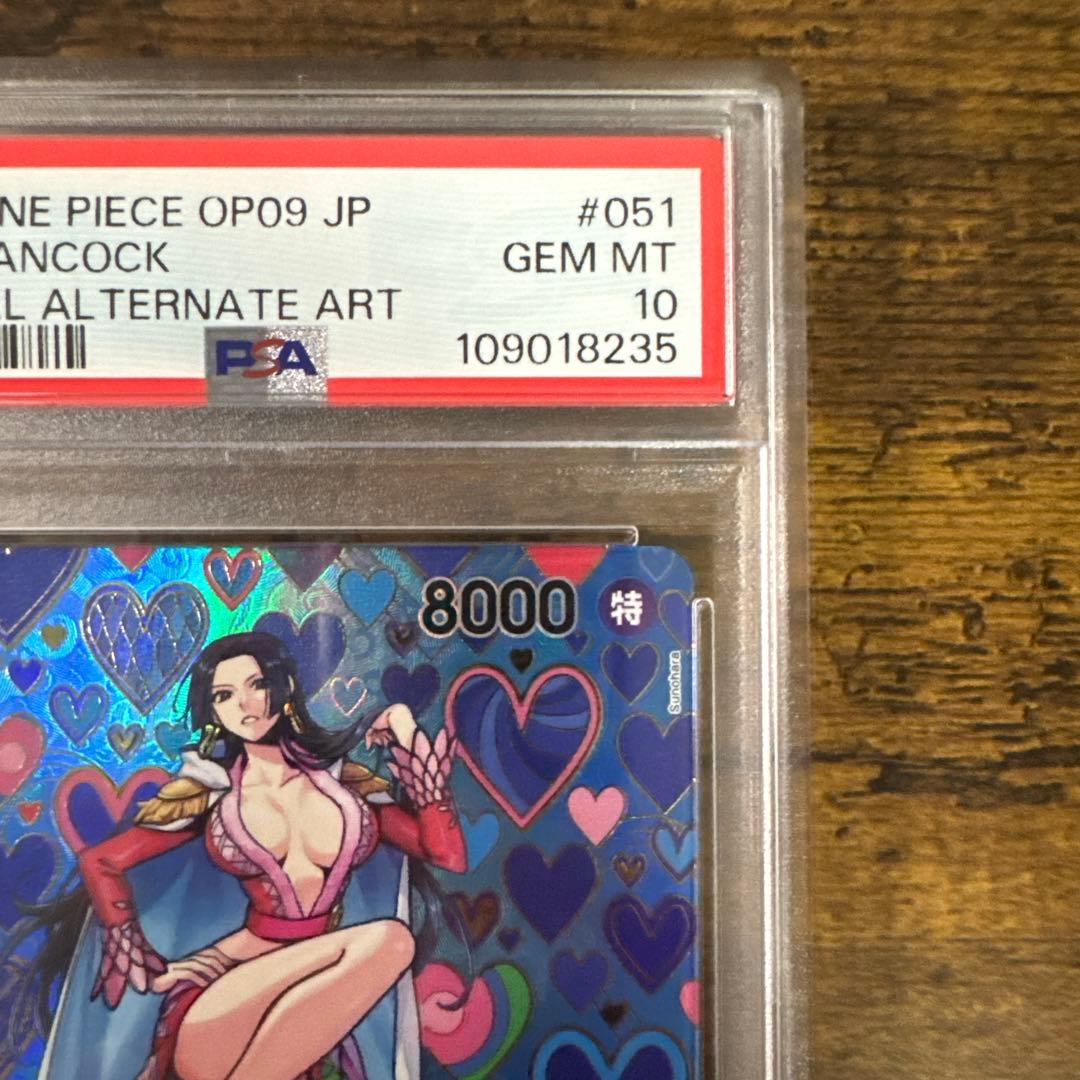 NE PIECE OP09 JP #051
ANCOCK GEM MT
L ALTERNATE ART 10
PSA 109018235
8000 特
Sunohara